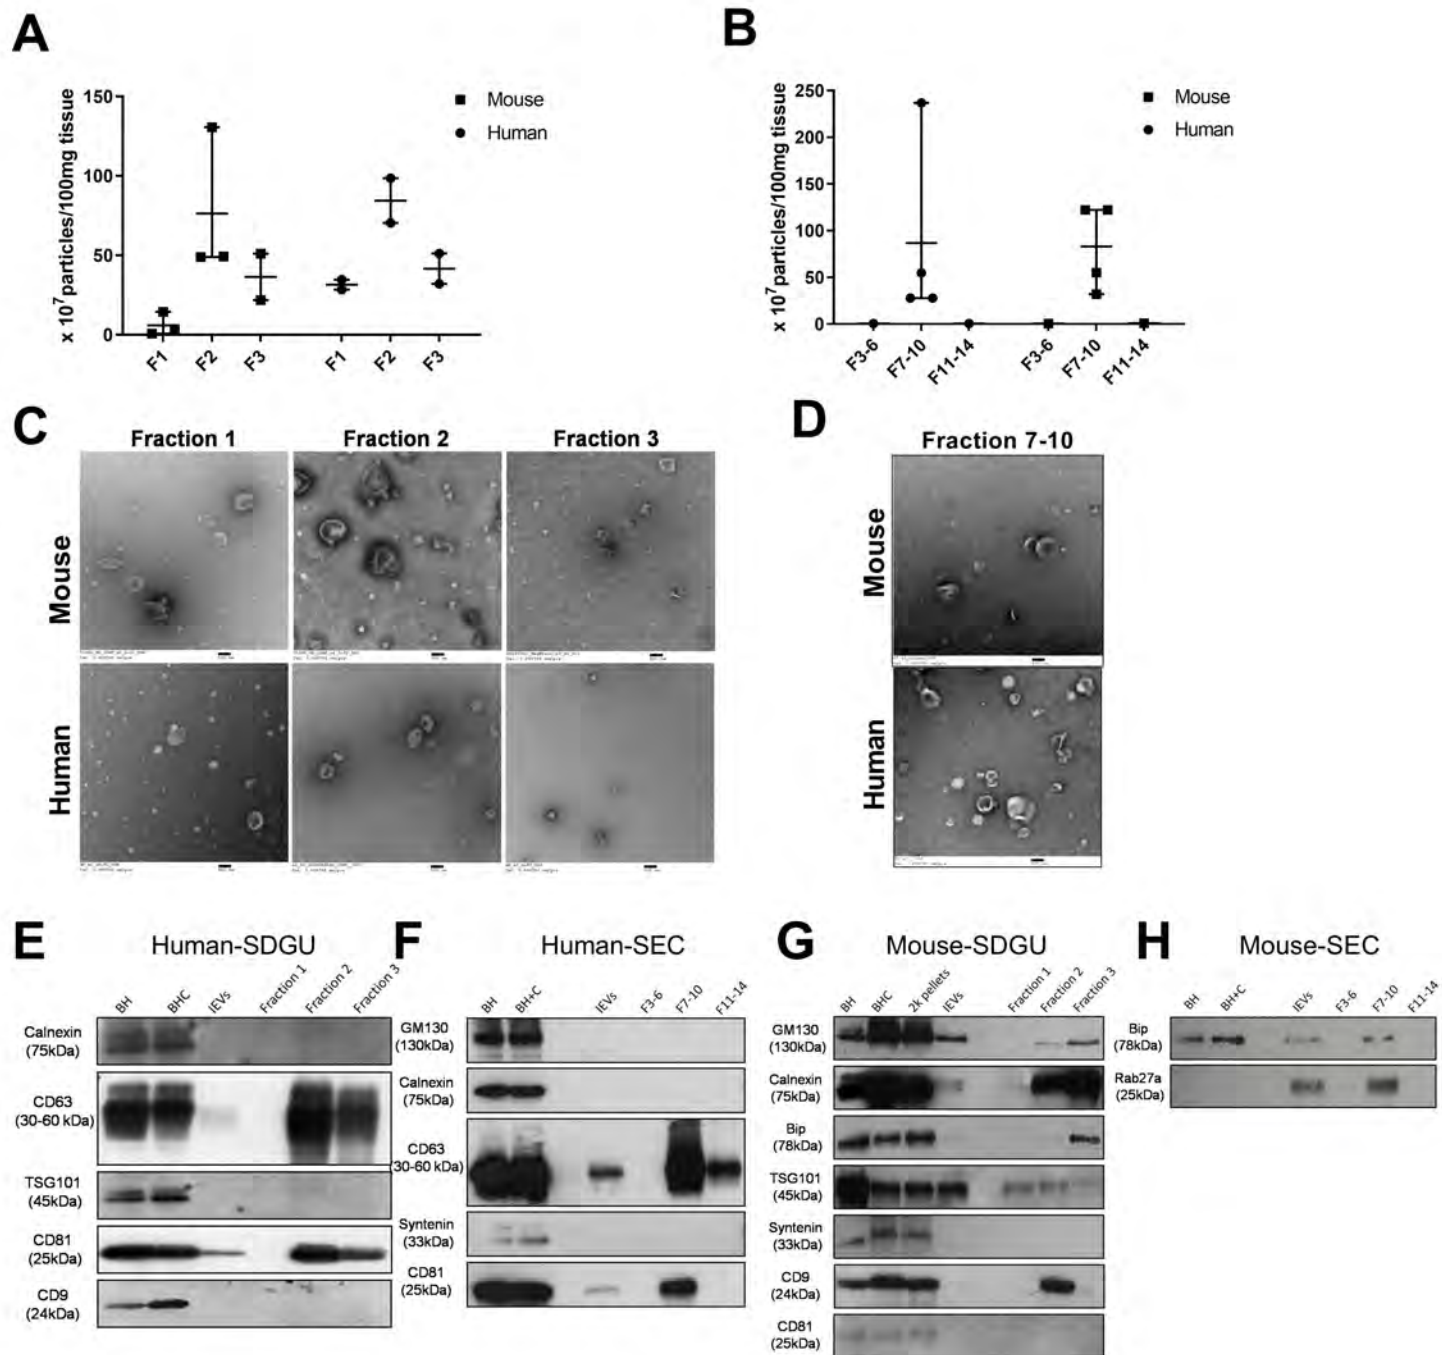 A
x 10⁷particles/100mg tissue
150
100
50
0
F1
F2
F3
F1
F2
F3
Mouse
Human
B
x 10⁷particles/100mg tissue
250
200
150
100
50
0
F3-6
F7-10
F11-14
F3-6
F7-10
F11-14
Mouse
Human
C
Fraction 1
Fraction 2
Fraction 3
Mouse
Human
D
Fraction 7-10
Mouse
Human
E
Human-SDGU
BH
BHC
IEVs
Fraction 1
Fraction 2
Fraction 3
Calnexin
(75kDa)
CD63
(30-60 kDa)
TSG101
(45kDa)
CD81
(25kDa)
CD9
(24kDa)
F
Human-SEC
BH
BH+C
IEVs
F3-6
F7-10
F11-14
GM130
(130kDa)
Calnexin
(75kDa)
CD63
(30-60 kDa)
Syntenin
(33kDa)
CD81
(25kDa)
G
Mouse-SDGU
BH
BHC
2k pellets
IEVs
Fraction 1
Fraction 2
Fraction 3
GM130
(130kDa)
Calnexin
(75kDa)
Bip
(78kDa)
TSG101
(45kDa)
Syntenin
(33kDa)
CD9
(24kDa)
CD81
(25kDa)
H
Mouse-SEC
BH
BH+C
IEVs
F3-6
F7-10
F11-14
Bip
(78kDa)
Rab27a
(25kDa)